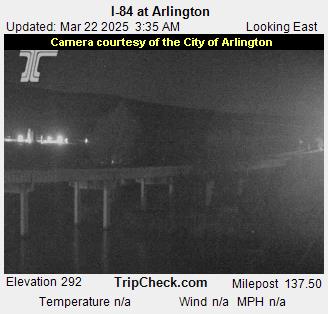 I-84 at Arlington
Updated: Mar 22 2025 3:35 AM Looking East
Camera courtesy of the City of Arlington
Elevation 292 TripCheck.com Milepost 137.50
Temperature n/a Wind n/a MPH n/a